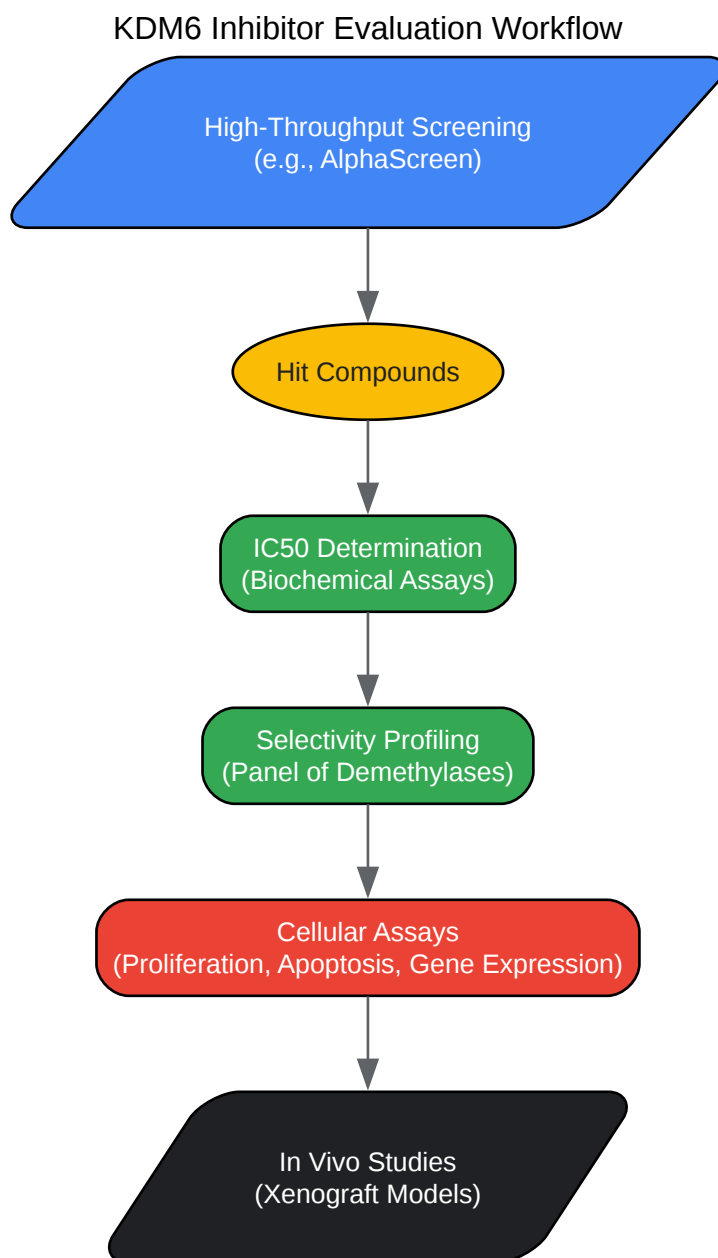 KDM6 Inhibitor Evaluation Workflow
High-Throughput Screening
(e.g., AlphaScreen)
Hit Compounds
IC50 Determination
(Biochemical Assays)
Selectivity Profiling
(Panel of Demethylases)
Cellular Assays
(Proliferation, Apoptosis, Gene Expression)
In Vivo Studies
(Xenograft Models)